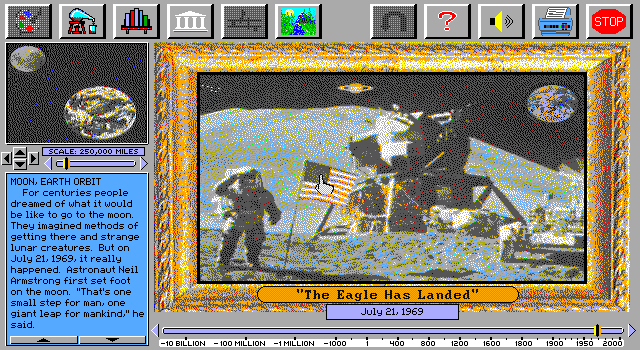 ?
STOP
SCALE: 250,000 MILES
MOON, EARTH ORBIT
For centuries people
dreamed of what it would
be like to go to the moon.
They imagined methods of
getting there and strange
lunar creatures. But on
July 21, 1969, it really
happened. Astronaut Neil
Armstrong first set foot
on the moon. "That's one
small step for man, one
giant leap for mankind," he
said.
"The Eagle Has Landed"
July 21, 1969
-10 BILLION -100 MILLION -1 MILLION -1000 1 400 800 1200 1400 1600 1800 1900 1950 2000